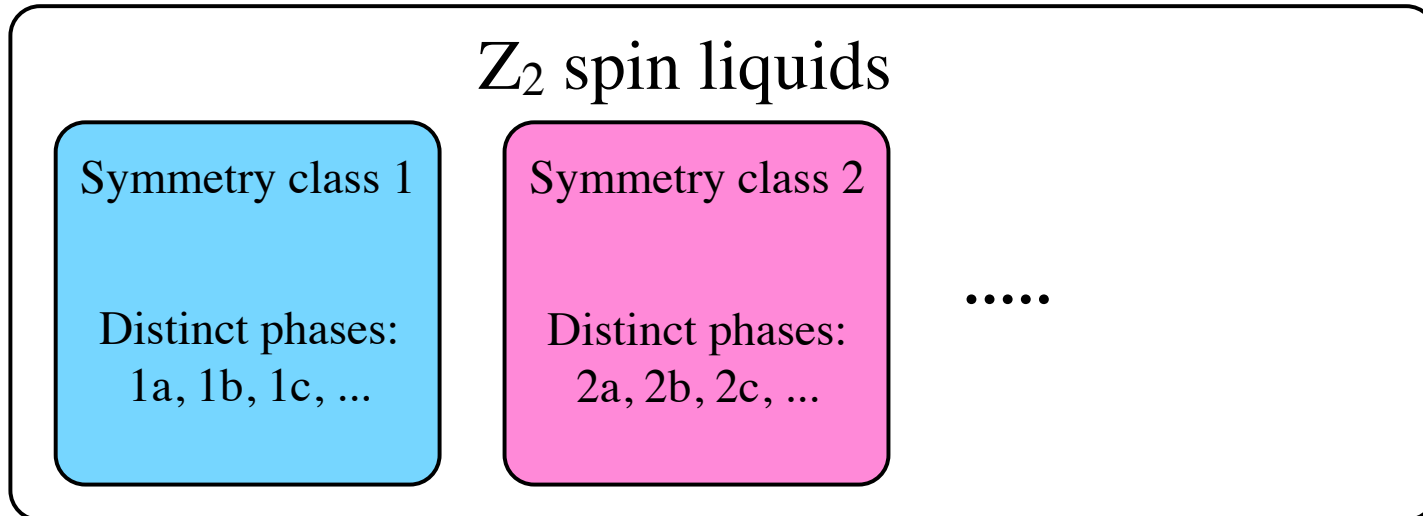 Z₂ spin liquids
Symmetry class 1
Distinct phases:
1a, 1b, 1c, ...
Symmetry class 2
Distinct phases:
2a, 2b, 2c, ...
.....